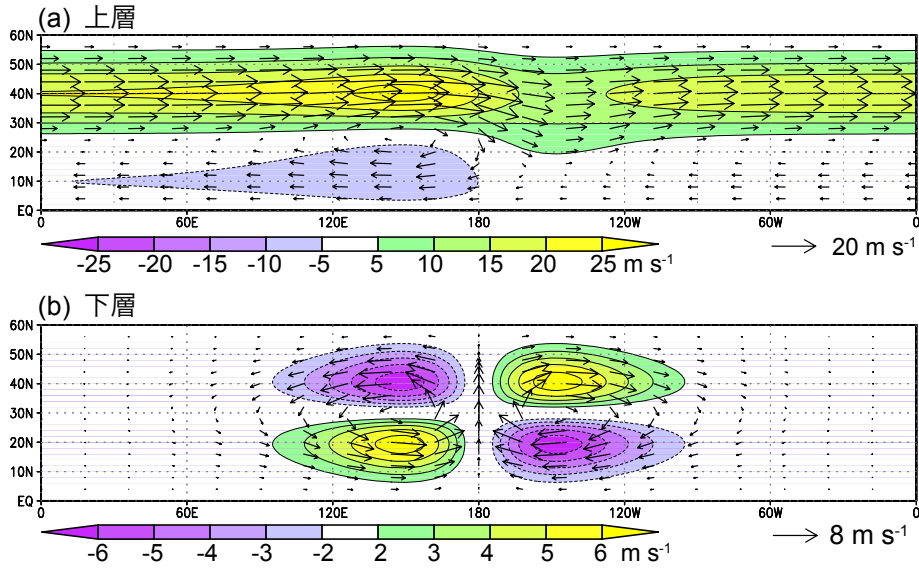 (a) 上層
60N
50N
40N
30N
20N
10N
EQ
0 60E 120E 180 120W 60W 0
-25 -20 -15 -10 -5 5 10 15 20 25 m s-1
20 m s-1
(b) 下層
60N
50N
40N
30N
20N
10N
EQ
0 60E 120E 180 120W 60W 0
-6 -5 -4 -3 -2 2 3 4 5 6 m s-1
8 m s-1